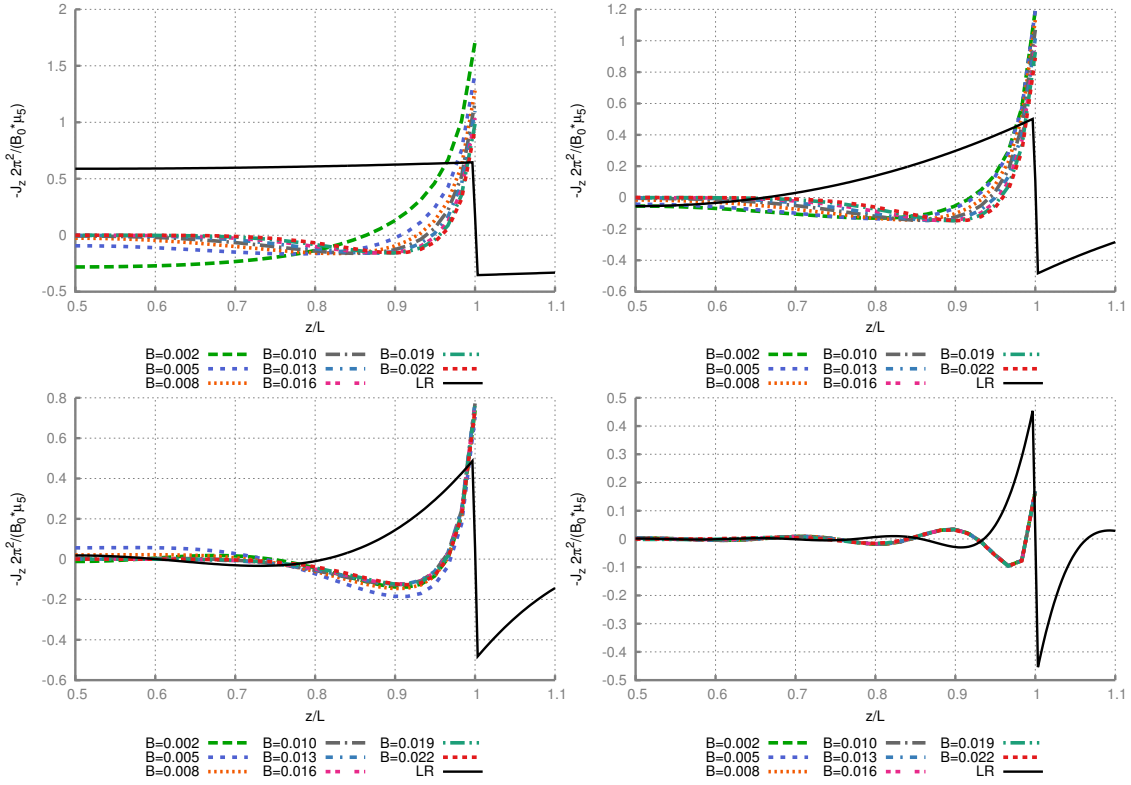 -J_z 2π²/(B_0*μ_5)
2
1.5
1
0.5
0
-0.5
0.5 0.6 0.7 0.8 0.9 1 1.1
z/L
B=0.002 B=0.010 B=0.019
B=0.005 B=0.013 B=0.022
B=0.008 B=0.016 LR
-J_z 2π²/(B_0*μ_5)
1.2
1
0.8
0.6
0.4
0.2
0
-0.2
-0.4
-0.6
0.5 0.6 0.7 0.8 0.9 1 1.1
z/L
B=0.002 B=0.010 B=0.019
B=0.005 B=0.013 B=0.022
B=0.008 B=0.016 LR
-J_z 2π²/(B_0*μ_5)
0.8
0.6
0.4
0.2
0
-0.2
-0.4
-0.6
0.5 0.6 0.7 0.8 0.9 1 1.1
z/L
B=0.002 B=0.010 B=0.019
B=0.005 B=0.013 B=0.022
B=0.008 B=0.016 LR
-J_z 2π²/(B_0*μ_5)
0.5
0.4
0.3
0.2
0.1
0
-0.1
-0.2
-0.3
-0.4
-0.5
0.5 0.6 0.7 0.8 0.9 1 1.1
z/L
B=0.002 B=0.010 B=0.019
B=0.005 B=0.013 B=0.022
B=0.008 B=0.016 LR